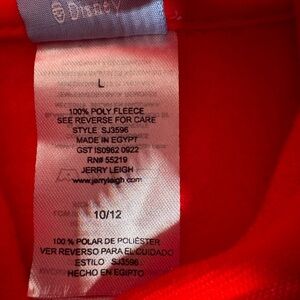 Disney
L
100% POLY FLEECE
SEE REVERSE FOR CARE
STYLE SJ3596
MADE IN EGYPT
GST IS0962 0922
RN# 55219
JERRY LEIGH
www.jerryleigh.com
10/12
100 % POLAR DE POLIÉSTER
VER REVERSO PARA EL CUIDADO
ESTILO SJ3596
HECHO EN EGIPTO